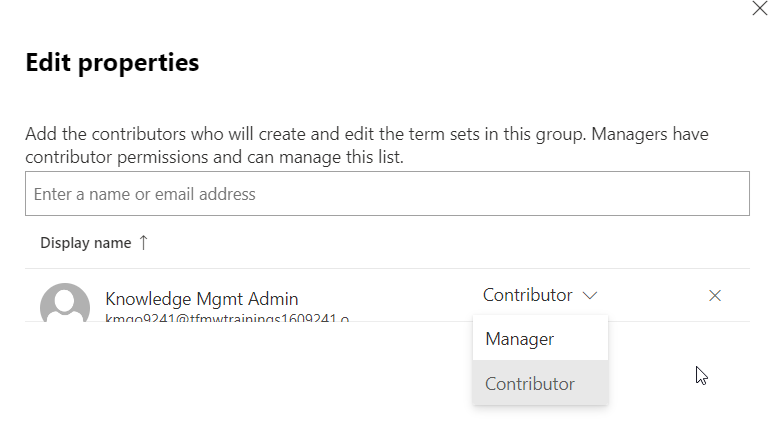 Edit properties
Add the contributors who will create and edit the term sets in this group. Managers have
contributor permissions and can manage this list.
Enter a name or email address
Display name ↑
Knowledge Mgmt Admin
Contributor
kmgo9241@tfmwtrainings1609241.o
Manager
Contributor